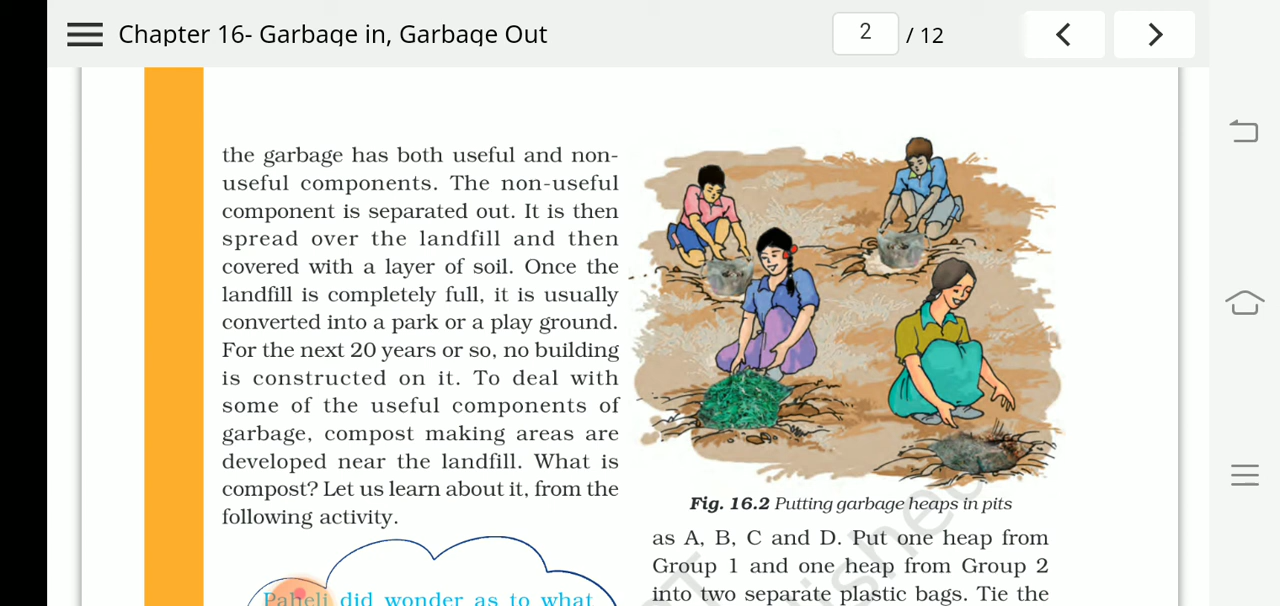 Chapter 16- Garbage in, Garbage Out
2 / 12
the garbage has both useful and non-
useful components. The non-useful
component is separated out. It is then
spread over the landfill and then
covered with a layer of soil. Once the
landfill is completely full, it is usually
converted into a park or a play ground.
For the next 20 years or so, no building
is constructed on it. To deal with
some of the useful components of
garbage, compost making areas are
developed near the landfill. What is
compost? Let us learn about it, from the
following activity.
Paheli did wonder as to what
Fig. 16.2 Putting garbage heaps in pits
as A, B, C and D. Put one heap from
Group 1 and one heap from Group 2
into two separate plastic bags. Tie the